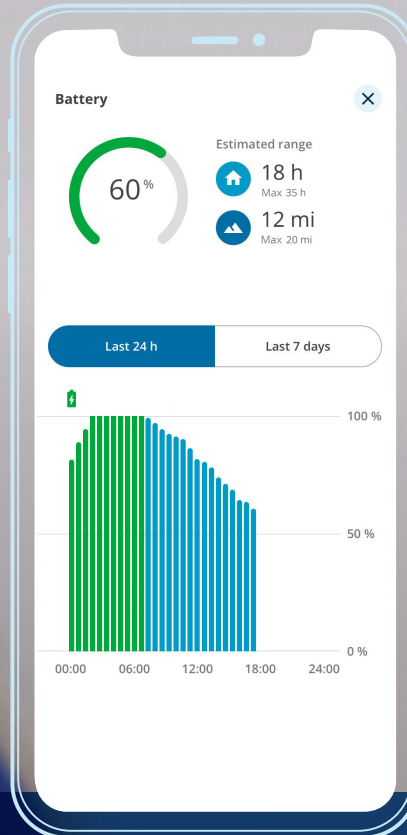 Battery
60 %
Estimated range
18 h
Max 35 h
12 mi
Max 20 mi
Last 24 h
Last 7 days
100 %
50 %
0 %
00:00 06:00 12:00 18:00 24:00